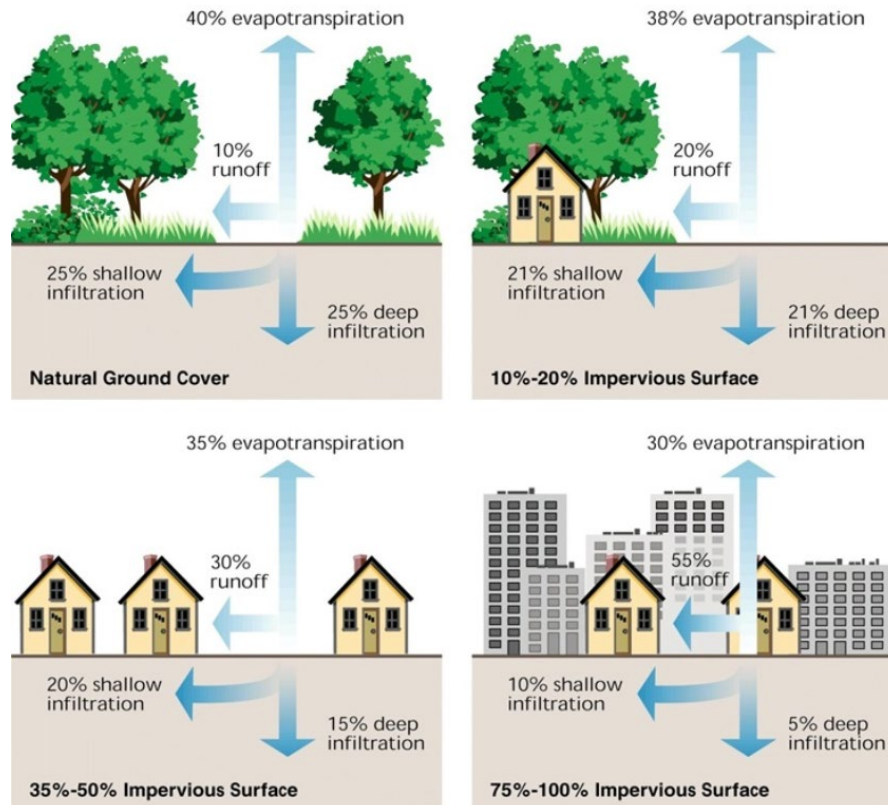 40% evapotranspiration
10%
runoff
25% shallow
infiltration
25% deep
infiltration
Natural Ground Cover
38% evapotranspiration
20%
runoff
21% shallow
infiltration
21% deep
infiltration
10%-20% Impervious Surface
35% evapotranspiration
30%
runoff
20% shallow
infiltration
15% deep
infiltration
35%-50% Impervious Surface
30% evapotranspiration
55%
runoff
10% shallow
infiltration
5% deep
infiltration
75%-100% Impervious Surface